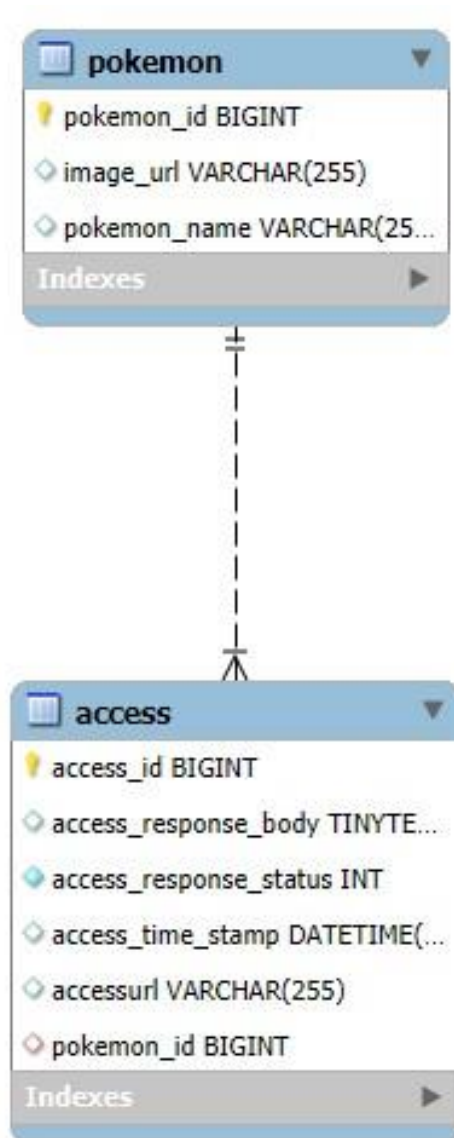 pokemon
pokemon_id BIGINT
image_url VARCHAR(255)
pokemon_name VARCHAR(25...
Indexes
access
access_id BIGINT
access_response_body TINYTE...
access_response_status INT
access_time_stamp DATETIME(...
accessurl VARCHAR(255)
pokemon_id BIGINT
Indexes